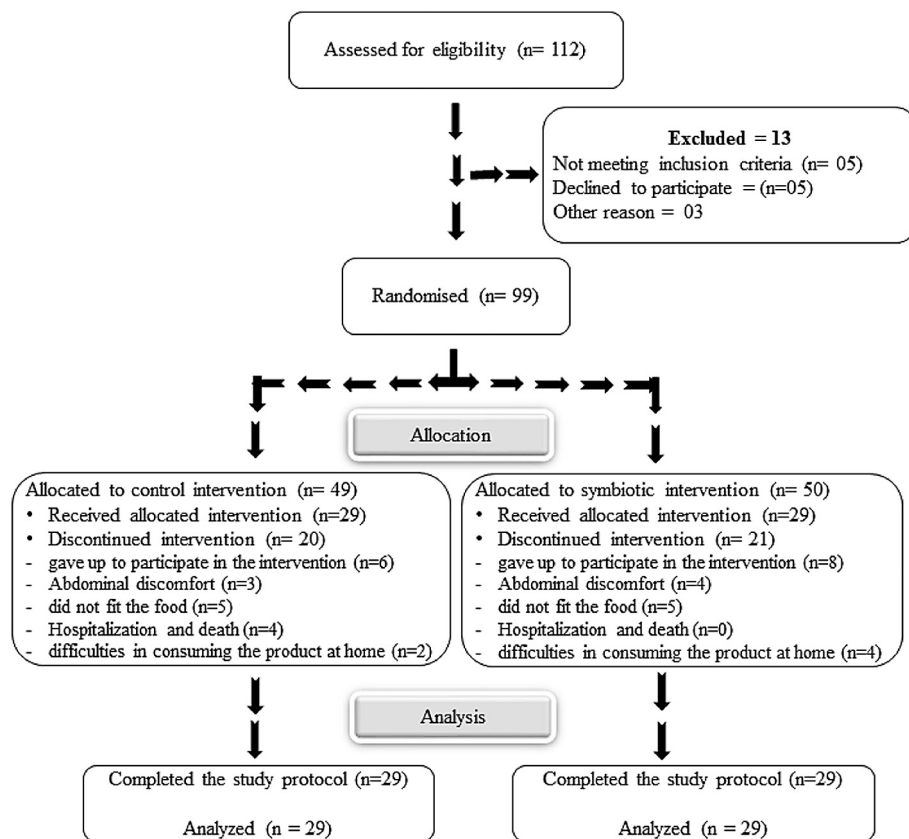 Assessed for eligibility (n= 112)
Excluded = 13
Not meeting inclusion criteria (n= 05)
Declined to participate = (n=05)
Other reason = 03
Randomised (n= 99)
Allocation
Allocated to control intervention (n= 49)
• Received allocated intervention (n=29)
• Discontinued intervention (n= 20)
- gave up to participate in the intervention (n=6)
- Abdominal discomfort (n=3)
- did not fit the food (n=5)
- Hospitalization and death (n=4)
- difficulties in consuming the product at home (n=2)
Allocated to symbiotic intervention (n= 50)
• Received allocated intervention (n=29)
• Discontinued intervention (n= 21)
- gave up to participate in the intervention (n=8)
- Abdominal discomfort (n=4)
- did not fit the food (n=5)
- Hospitalization and death (n=0)
- difficulties in consuming the product at home (n=4)
Analysis
Completed the study protocol (n=29)
Analyzed (n = 29)
Completed the study protocol (n=29)
Analyzed (n = 29)